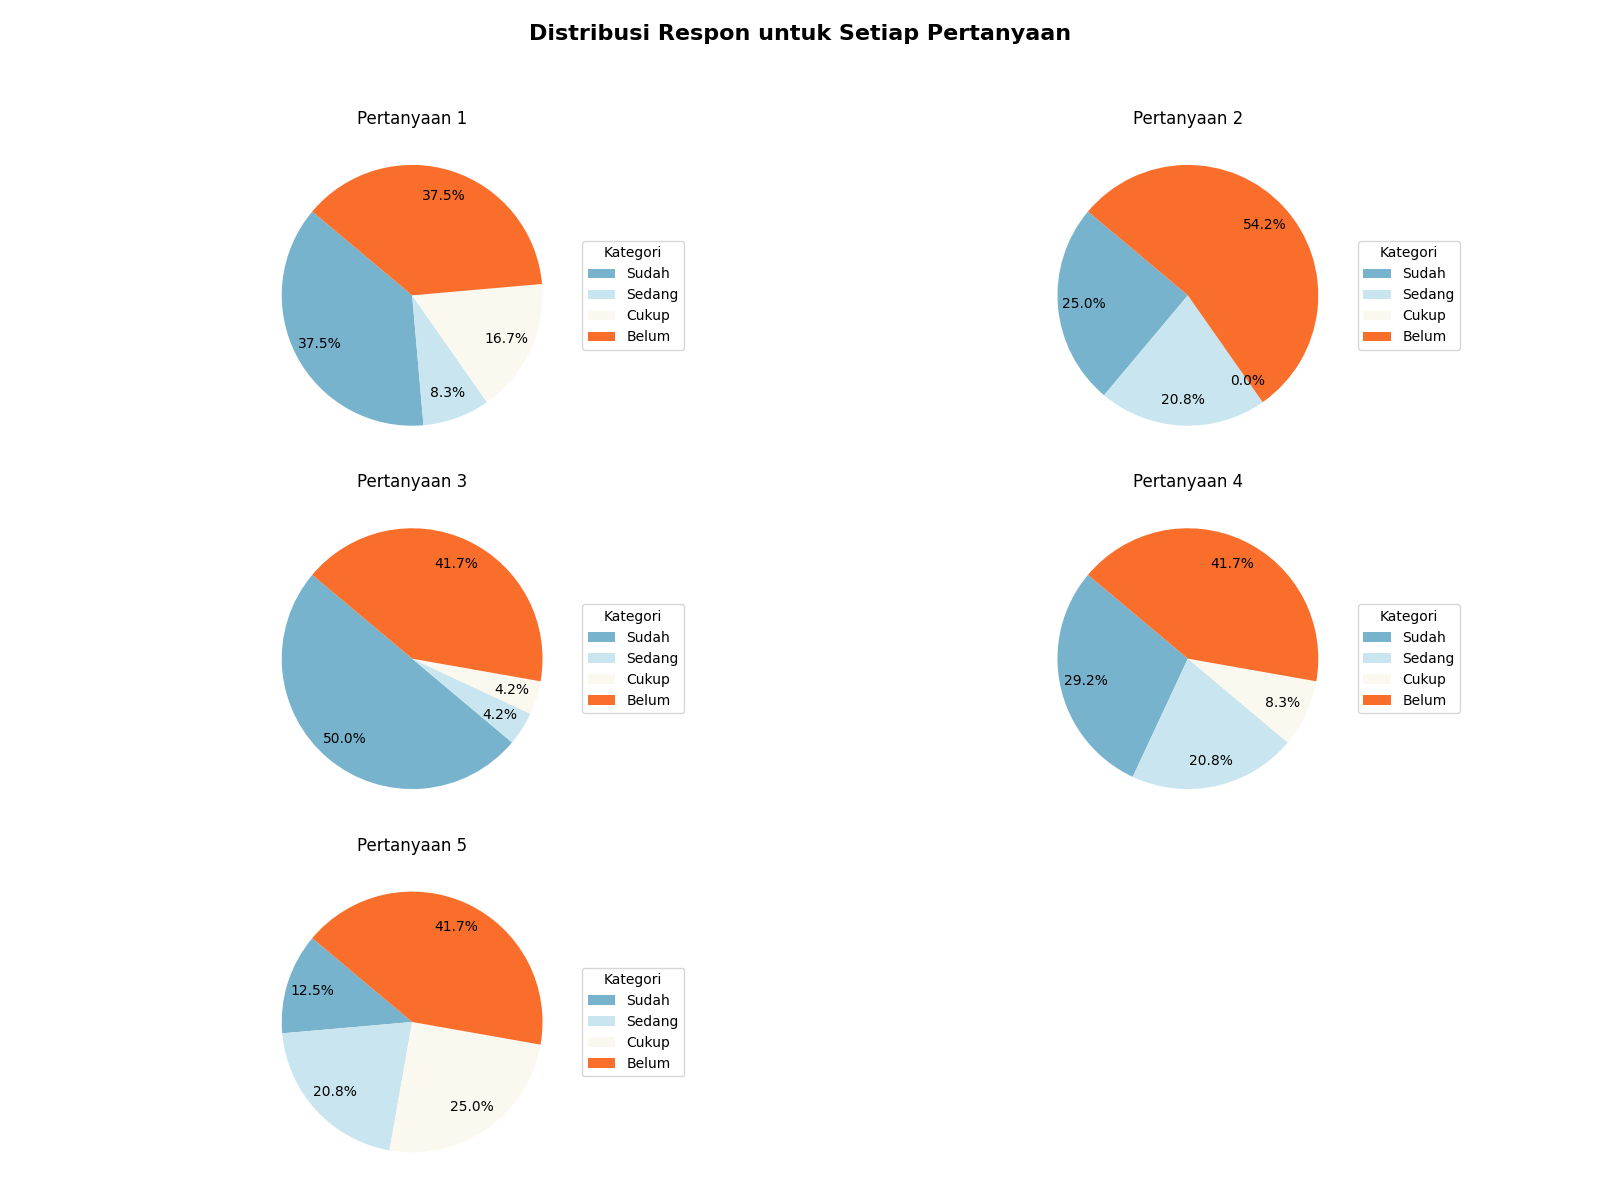 Distribusi Respon untuk Setiap Pertanyaan
Pertanyaan 1
37.5%
37.5%
8.3%
16.7%
Kategori
Sudah
Sedang
Cukup
Belum
Pertanyaan 2
54.2%
25.0%
0.0%
20.8%
Kategori
Sudah
Sedang
Cukup
Belum
Pertanyaan 3
41.7%
4.2%
4.2%
50.0%
Kategori
Sudah
Sedang
Cukup
Belum
Pertanyaan 4
41.7%
29.2%
8.3%
20.8%
Kategori
Sudah
Sedang
Cukup
Belum
Pertanyaan 5
41.7%
12.5%
20.8%
25.0%
Kategori
Sudah
Sedang
Cukup
Belum